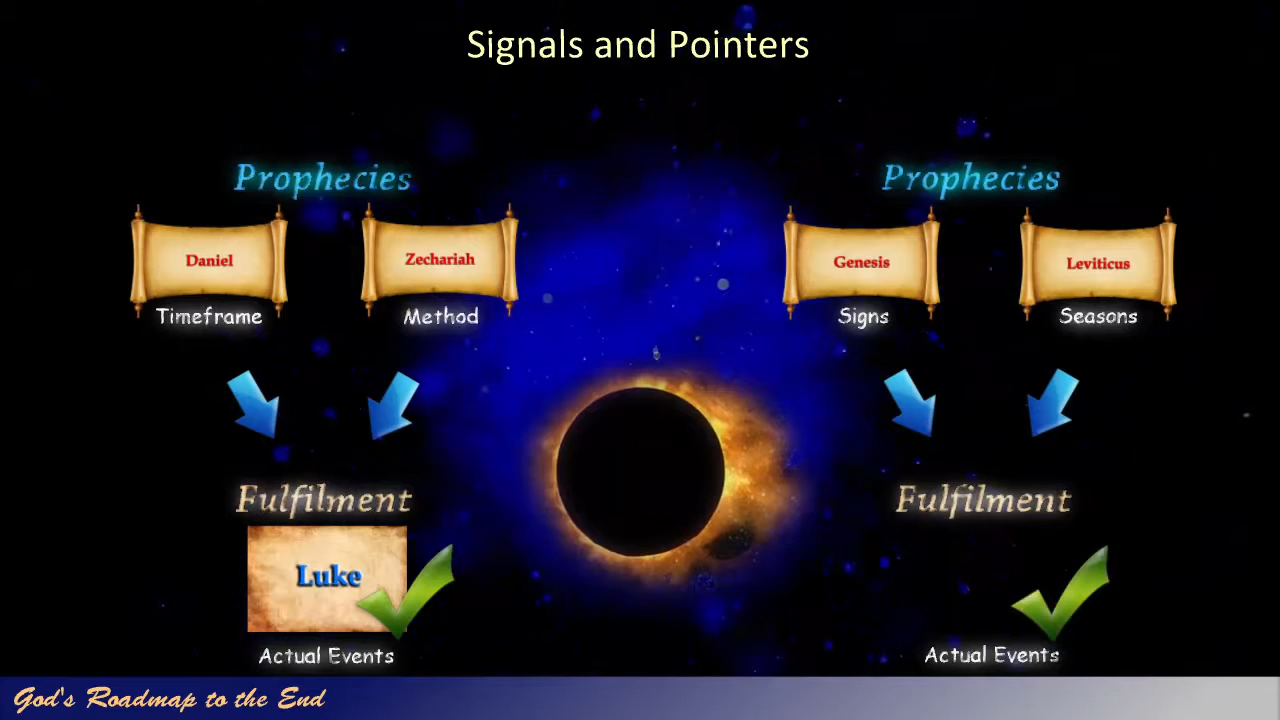 Signals and Pointers
Prophecies
Prophecies
Daniel
Zechariah
Genesis
Leviticus
Timeframe
Method
Signs
Seasons
Fulfilment
Fulfilment
Luke
Actual Events
Actual Events
God's Roadmap to the End